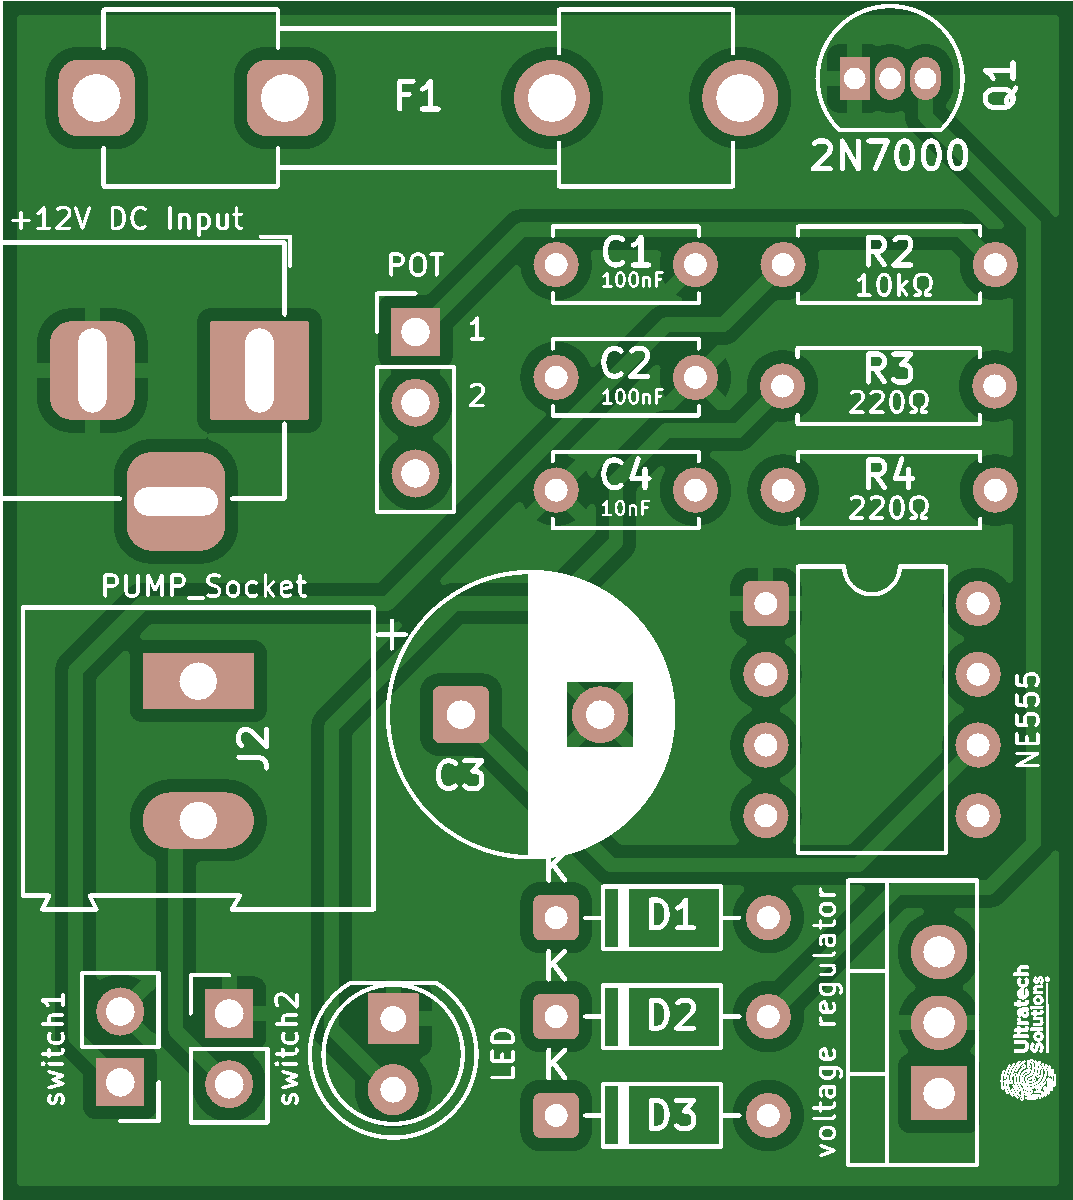 F1
Q1
2N7000
+12V DC Input
POT
1
2
C1
100nF
R2
10kΩ
C2
100nF
R3
220Ω
C4
10nF
R4
220Ω
PUMP_Socket
+
J2
C3
NE555
K
D1
K
D2
K
D3
switch1
switch2
LED
voltage regulator
Ultratech
Solutions.